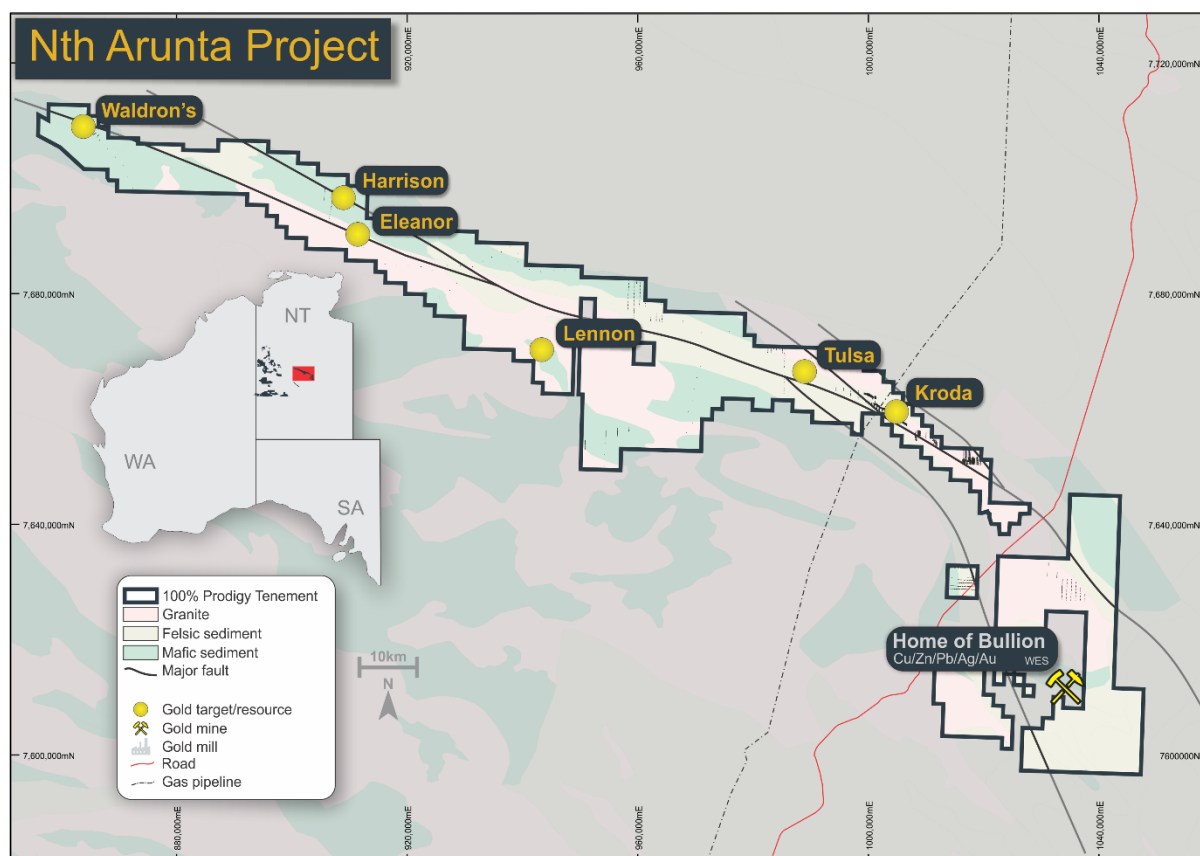 Nth Arunta Project
920,000mE
960,000mE
1000,000mE
1040,000mE
7,720,000mN
7,720,000mN
Waldron's
Harrison
Eleanor
7,680,000mN
7,680,000mN
Lennon
Tulsa
Kroda
NT
WA
SA
7,640,000mN
7,640,000mN
100% Prodigy Tenement
Granite
Felsic sediment
Mafic sediment
Major fault
Gold target/resource
Gold mine
Gold mill
Road
Gas pipeline
10km
N
Home of Bullion
Cu/Zn/Pb/Ag/Au WES
7,600,000mN
7600000N
880,000mE
920,000mE
960,000mE
1000,000mE
1040,000mE